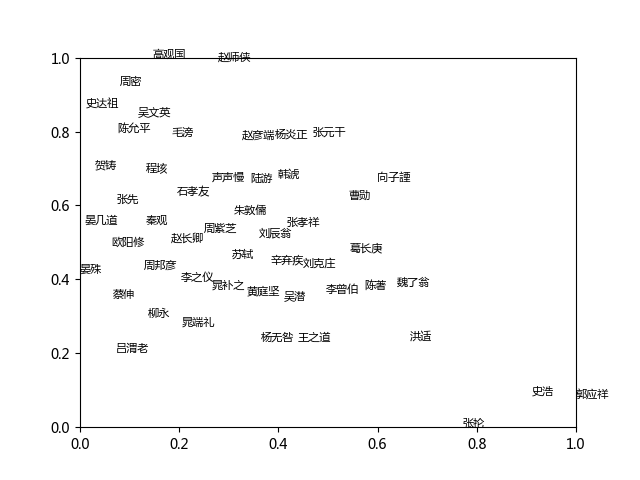 高观国
赵师侠
1.0
周密
史达祖
吴文英
陈允平
毛滂
赵彦端
杨炎正
张元干
0.8
贺铸
程垓
声声慢
陆游
韩淲
向子諲
石孝友
曹勋
张先
0.6
朱敦儒
晏几道
秦观
周紫芝
张孝祥
赵长卿
刘辰翁
欧阳修
葛长庚
苏轼
辛弃疾
刘克庄
晏殊
周邦彦
0.4
李之仪
晁补之
黄庭坚
吴潜
李曾伯
陈著
魏了翁
蔡伸
柳永
晁端礼
杨无咎
王之道
洪适
吕渭老
0.2
史浩
郭应祥
张抡
0.0
0.0 0.2 0.4 0.6 0.8 1.0